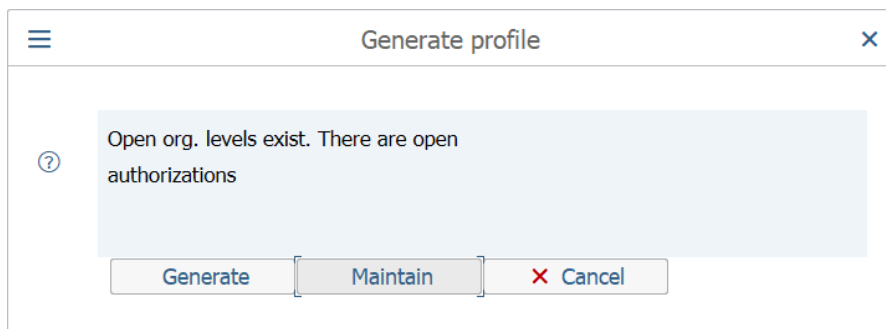 Generate profile
Open org. levels exist. There are open
authorizations
Generate
Maintain
Cancel